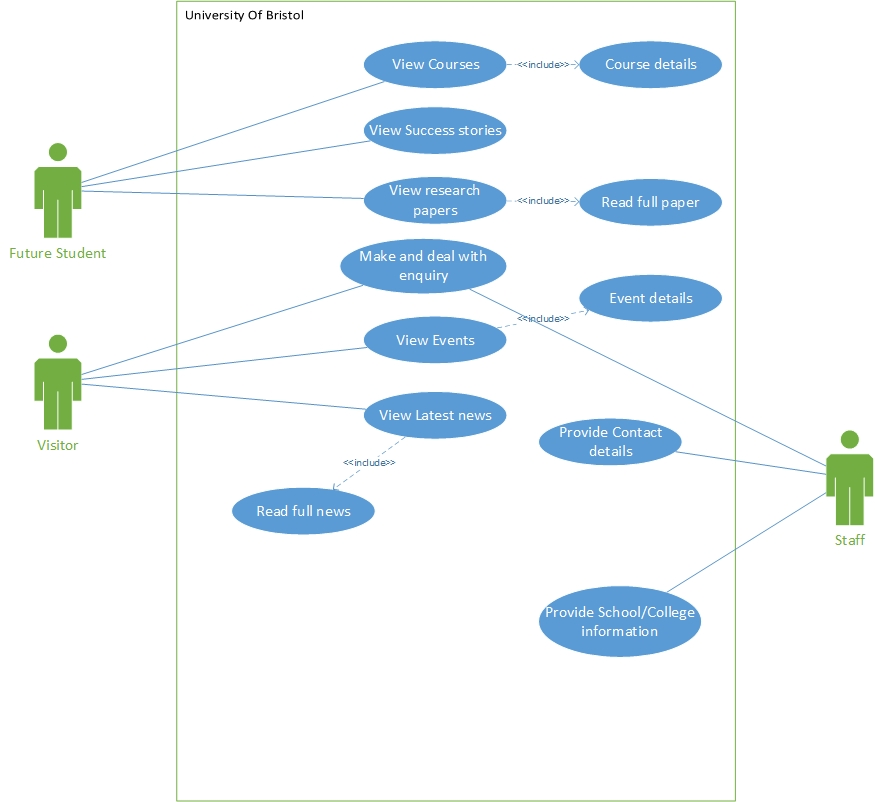 University Of Bristol
View Courses
<<include>>
Course details
View Success stories
Future Student
View research
papers
<<include>>
Read full paper
Make and deal with
enquiry
Event details
<<include>>
View Events
Visitor
View Latest news
Provide Contact
details
<<include>>
Read full news
Staff
Provide School/College
information